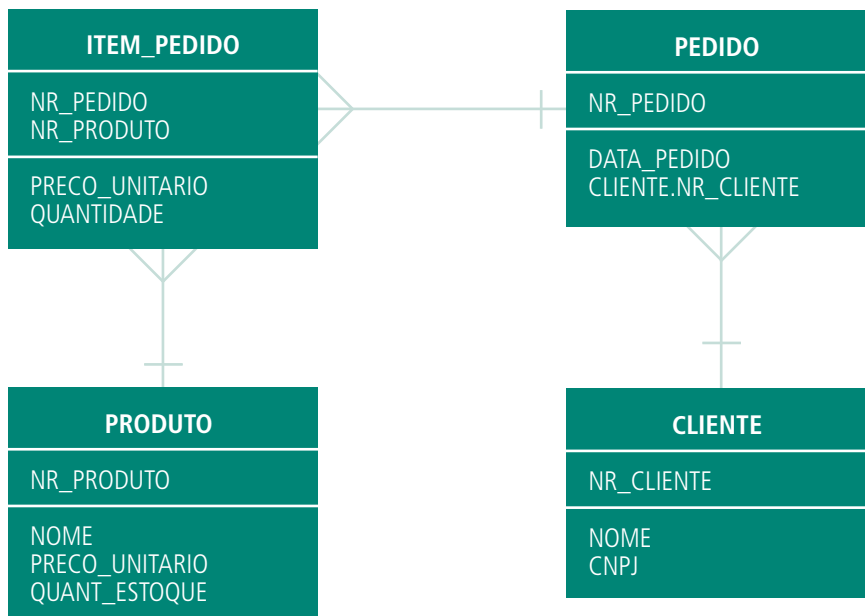 ITEM_PEDIDO
NR_PEDIDO
NR_PRODUTO
PRECO_UNITARIO
QUANTIDADE
PEDIDO
NR_PEDIDO
DATA_PEDIDO
CLIENTE.NR_CLIENTE
PRODUTO
NR_PRODUTO
NOME
PRECO_UNITARIO
QUANT_ESTOQUE
CLIENTE
NR_CLIENTE
NOME
CNPJ